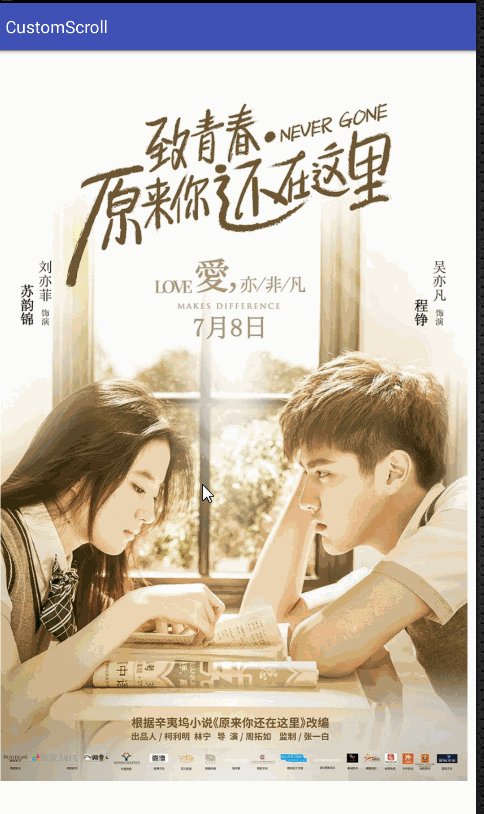 CustomScroll
致青春·NEVER GONE
原来你还在这里
LOVE 愛,亦/非/凡
MAKES DIFFERENCE
7月8日
刘亦菲 饰演
苏韵锦
吴亦凡 饰演
程铮
根据辛夷坞小说《原来你还在这里》改编
出品人 / 柯利明 林宁 导 演 / 周拓如 监制 / 张一白